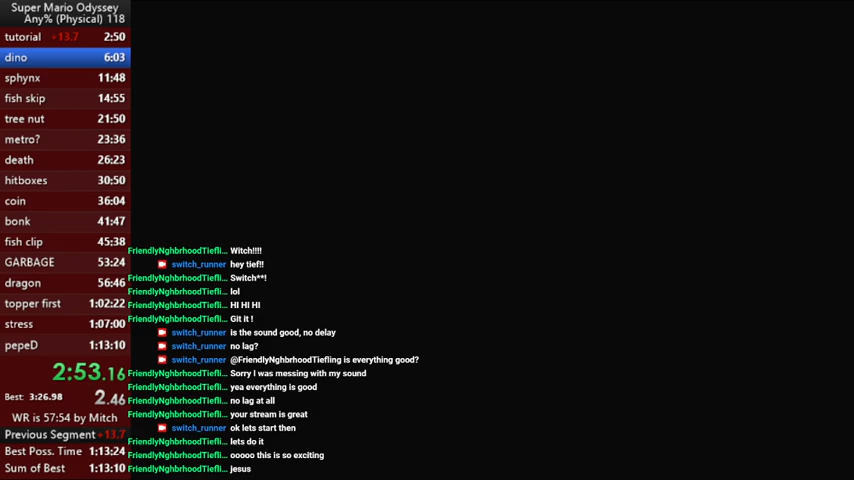 Super Mario Odyssey
Any% (Physical) 118
tutorial +13.7 2:50
dino 6:03
sphynx 11:48
fish skip 14:55
tree nut 21:50
metro? 23:36
death 26:23
hitboxes 30:50
coin 36:04
bonk 41:47
fish clip 45:38
GARBAGE 53:24
dragon 56:46
topper first 1:02:22
stress 1:07:00
pepeD 1:13:10
2:53.16
Best: 3:26.98 2.46
WR is 57:54 by Mitch
Previous Segment +13.7
Best Poss. Time 1:13:24
Sum of Best 1:13:10
FriendlyNghbrhoodTiefli... Witch!!!!
switch_runner hey tief!!
FriendlyNghbrhoodTiefli... Switch**!
FriendlyNghbrhoodTiefli... lol
FriendlyNghbrhoodTiefli... HI HI HI
FriendlyNghbrhoodTiefli... Git it !
switch_runner is the sound good, no delay
switch_runner no lag?
switch_runner @FriendlyNghbrhoodTiefling is everything good?
FriendlyNghbrhoodTiefli... Sorry I was messing with my sound
FriendlyNghbrhoodTiefli... yea everything is good
FriendlyNghbrhoodTiefli... no lag at all
FriendlyNghbrhoodTiefli... your stream is great
switch_runner ok lets start then
FriendlyNghbrhoodTiefli... lets do it
FriendlyNghbrhoodTiefli... ooooo this is so exciting
FriendlyNghbrhoodTiefli... jesus